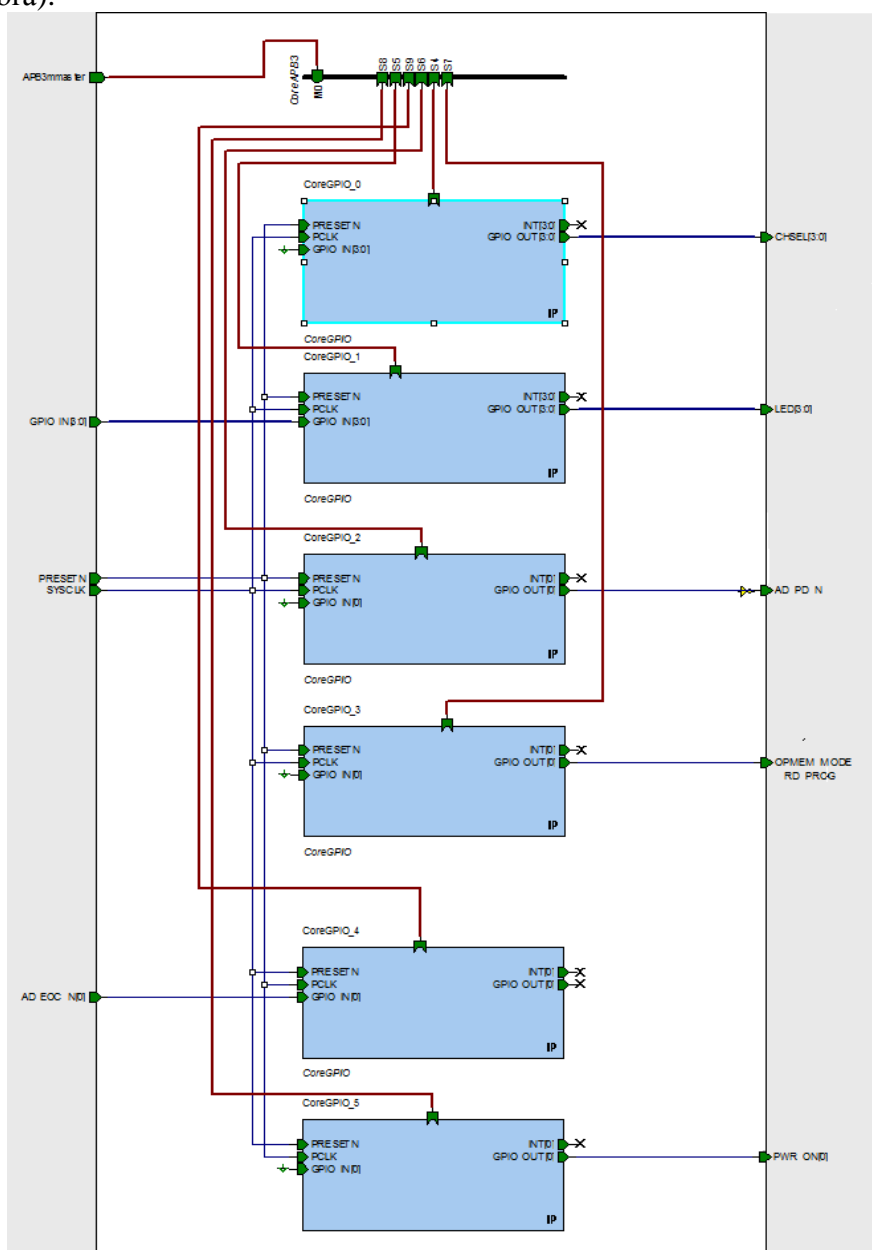 ora).
APB3mmaster
CoreAPB3
M0
S8
S5
S9
S6
S4
S7
CoreGPIO_0
PRESETN
PCLK
GPIO IN[3:0]
INT[3:0]
GPIO OUT[3:0]
IP
CoreGPIO
CHSEL[3:0]
CoreGPIO_1
GPIO IN[3:0]
PRESETN
PCLK
GPIO IN[3:0]
INT[3:0]
GPIO OUT[3:0]
IP
CoreGPIO
LED[3:0]
CoreGPIO_2
PRESETN
SYSCLK
PRESETN
PCLK
GPIO IN[0]
INT[0]
GPIO OUT[0]
IP
CoreGPIO
AD PD N
CoreGPIO_3
PRESETN
PCLK
GPIO IN[0]
INT[0]
GPIO OUT[0]
IP
CoreGPIO
OPMEM MODE
RD PROG
CoreGPIO_4
AD EOC N[0]
PRESETN
PCLK
GPIO IN[0]
INT[0]
GPIO OUT[0]
IP
CoreGPIO
CoreGPIO_5
PRESETN
PCLK
GPIO IN[0]
INT[0]
GPIO OUT[0]
IP
PWR ON[0]